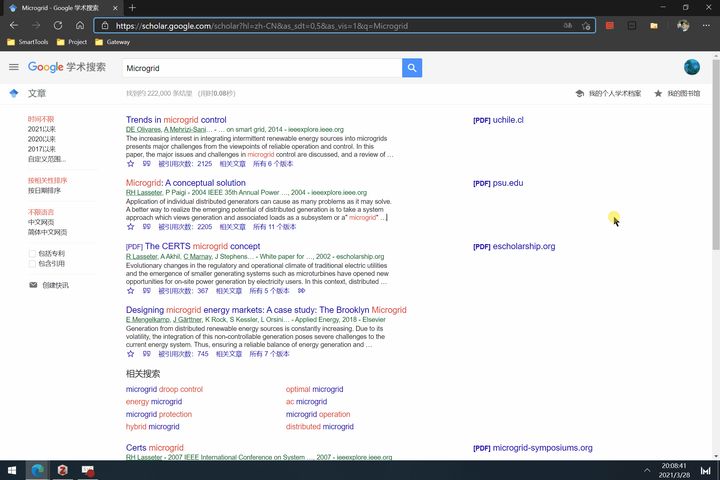 Microgrid - Google 学术搜索
https://scholar.google.com/scholar?hl=zh-CN&as_sdt=0,5&as_vis=1&q=Microgrid
SmartTools
Project
Gateway
Google 学术搜索
Microgrid
文章
找到约 222,000 条结果 (用时0.08秒)
我的个人学术档案
我的图书馆
时间不限
2021以来
2020以来
2017以来
自定义范围...
按相关性排序
按日期排序
不限语言
中文网页
简体中文网页
包括专利
包含引用
创建快讯
Trends in microgrid control
[PDF] uchile.cl
DE Olivares, A Mehrizi-Sani… - … on smart grid, 2014 - ieeexplore.ieee.org
The increasing interest in integrating intermittent renewable energy sources into microgrids
presents major challenges from the viewpoints of reliable operation and control. In this
paper, the major issues and challenges in microgrid control are discussed, and a review of …
被引用次数：2125 相关文章 所有 6 个版本
Microgrid: A conceptual solution
[PDF] psu.edu
RH Lasseter, P Paigi - 2004 IEEE 35th Annual Power …, 2004 - ieeexplore.ieee.org
Application of individual distributed generators can cause as many problems as it may solve.
A better way to realize the emerging potential of distributed generation is to take a system
approach which views generation and associated loads as a subsystem or a" microgrid" …
被引用次数：2205 相关文章 所有 11 个版本
[PDF] The CERTS microgrid concept
[PDF] escholarship.org
R Lasseter, A Akhil, C Marnay, J Stephens… - White paper for …, 2002 - escholarship.org
Evolutionary changes in the regulatory and operational climate of traditional electric utilities
and the emergence of smaller generating systems such as microturbines have opened new
opportunities for on-site power generation by electricity users. In this context, distributed …
被引用次数：367 相关文章 所有 5 个版本
Designing microgrid energy markets: A case study: The Brooklyn Microgrid
E Mengelkamp, J Gärttner, K Rock, S Kessler, L Orsini… - Applied Energy, 2018 - Elsevier
Generation from distributed renewable energy sources is constantly increasing. Due to its
volatility, the integration of this non-controllable generation poses severe challenges to the
current energy system. Thus, ensuring a reliable balance of energy generation and …
被引用次数：745 相关文章 所有 7 个版本
相关搜索
microgrid droop control
optimal microgrid
energy microgrid
ac microgrid
microgrid protection
microgrid operation
hybrid microgrid
distributed microgrid
Certs microgrid
[PDF] microgrid-symposiums.org
RH Lasseter - 2007 IEEE International Conference on System …, 2007 - ieeexplore.ieee.org
20:08:41
2021/3/28